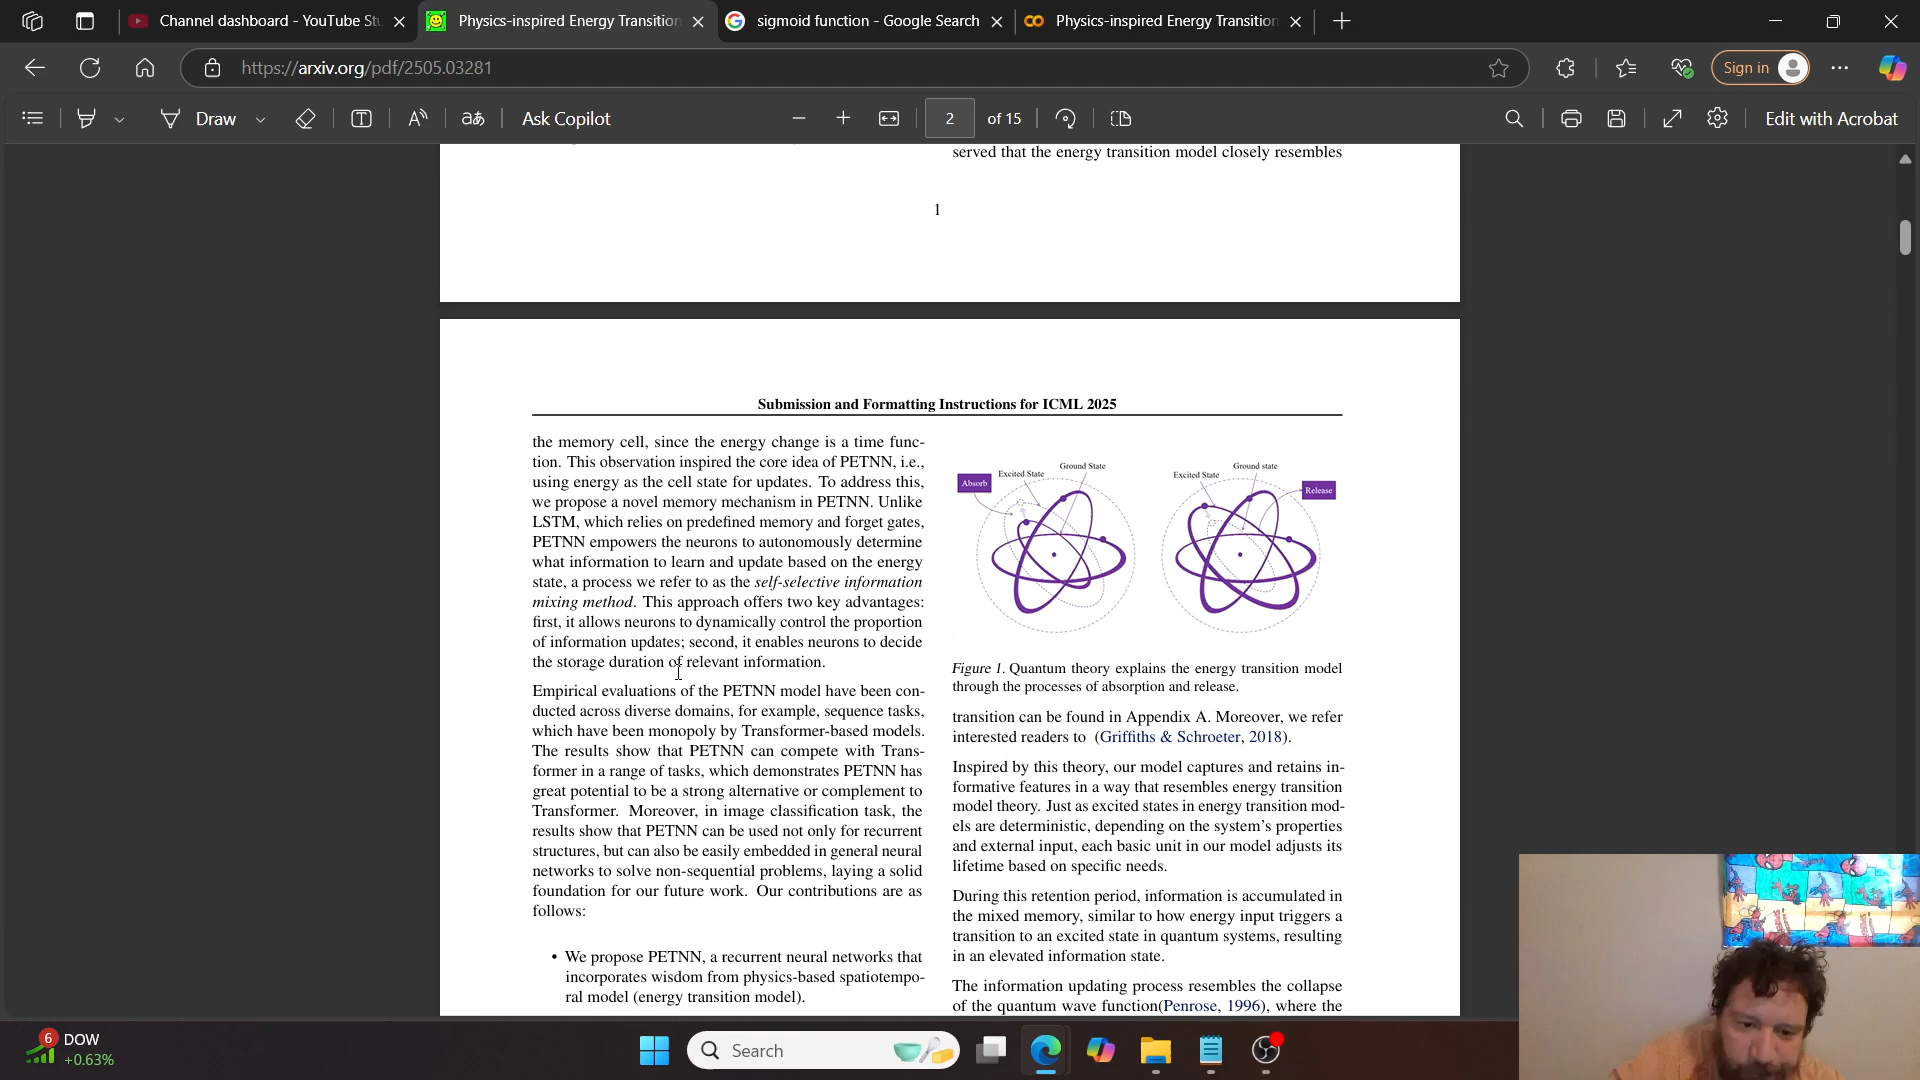 Channel dashboard - YouTube Stu
Physics-inspired Energy Transition
sigmoid function - Google Search
Physics-inspired Energy Transition
https://arxiv.org/pdf/2505.03281
Sign in
Draw
Ask Copilot
2 of 15
Edit with Acrobat
served that the energy transition model closely resembles
1
Submission and Formatting Instructions for ICML 2025
the memory cell, since the energy change is a time func-
tion. This observation inspired the core idea of PETNN, i.e.,
using energy as the cell state for updates. To address this,
we propose a novel memory mechanism in PETNN. Unlike
LSTM, which relies on predefined memory and forget gates,
PETNN empowers the neurons to autonomously determine
what information to learn and update based on the energy
state, a process we refer to as the self-selective information
mixing method. This approach offers two key advantages:
first, it allows neurons to dynamically control the proportion
of information updates; second, it enables neurons to decide
the storage duration of relevant information.
Empirical evaluations of the PETNN model have been con-
ducted across diverse domains, for example, sequence tasks,
which have been monopoly by Transformer-based models.
The results show that PETNN can compete with Trans-
former in a range of tasks, which demonstrates PETNN has
great potential to be a strong alternative or complement to
Transformer. Moreover, in image classification task, the
results show that PETNN can be used not only for recurrent
structures, but can also be easily embedded in general neural
networks to solve non-sequential problems, laying a solid
foundation for our future work. Our contributions are as
follows:
• We propose PETNN, a recurrent neural networks that
incorporates wisdom from physics-based spatiotempo-
ral model (energy transition model).
Absorb
Excited State
Ground State
Excited State
Ground state
Release
Figure 1. Quantum theory explains the energy transition model
through the processes of absorption and release.
transition can be found in Appendix A. Moreover, we refer
interested readers to (Griffiths & Schroeter, 2018).
Inspired by this theory, our model captures and retains in-
formative features in a way that resembles energy transition
model theory. Just as excited states in energy transition mod-
els are deterministic, depending on the system's properties
and external input, each basic unit in our model adjusts its
lifetime based on specific needs.
During this retention period, information is accumulated in
the mixed memory, similar to how energy input triggers a
transition to an excited state in quantum systems, resulting
in an elevated information state.
The information updating process resembles the collapse
of the quantum wave function(Penrose, 1996), where the
6
DOW
+0.63%
Search